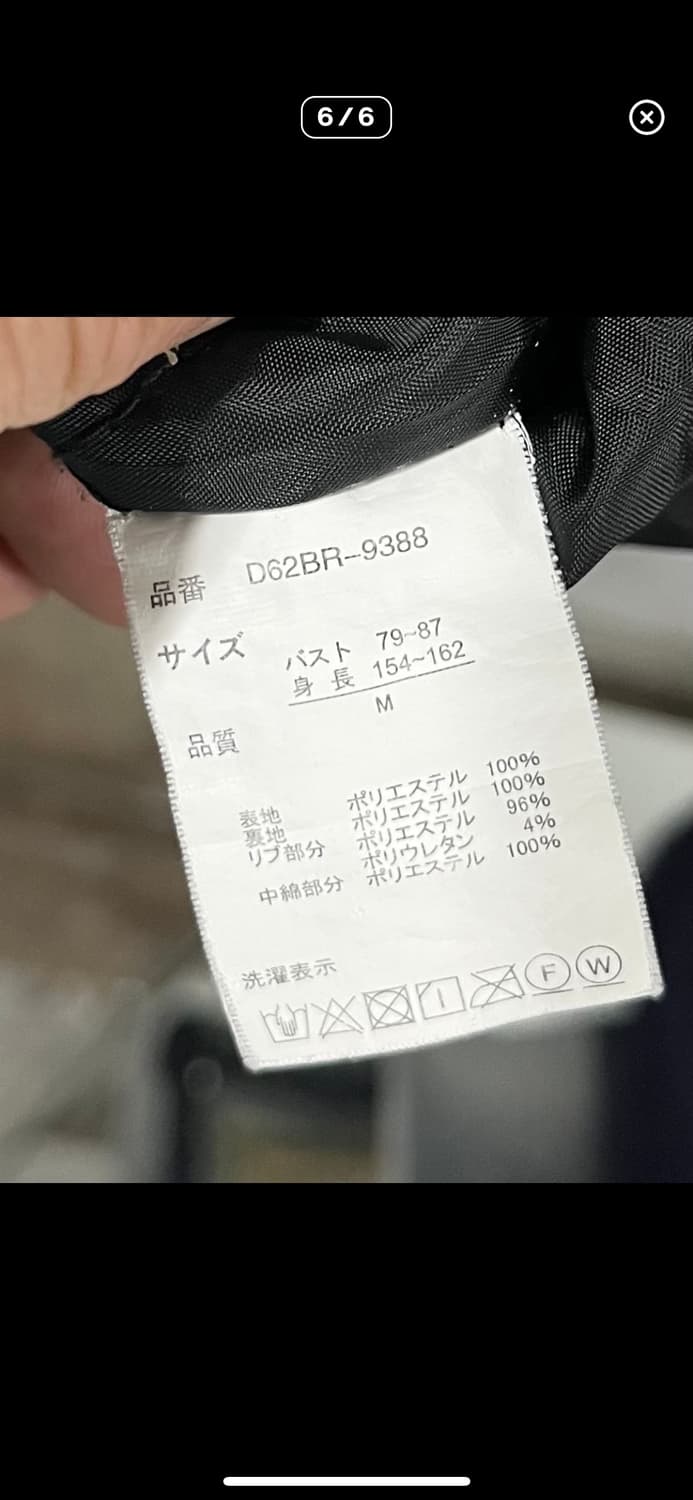 6/6
品番 D62BR-9388
サイズ バスト 79~87
身長 154~162
M
品質
表地 ポリエステル 100%
裏地 ポリエステル 100%
リブ部分 ポリエステル 96%
ポリウレタン 4%
中綿部分 ポリエステル 100%
洗濯表示
F W